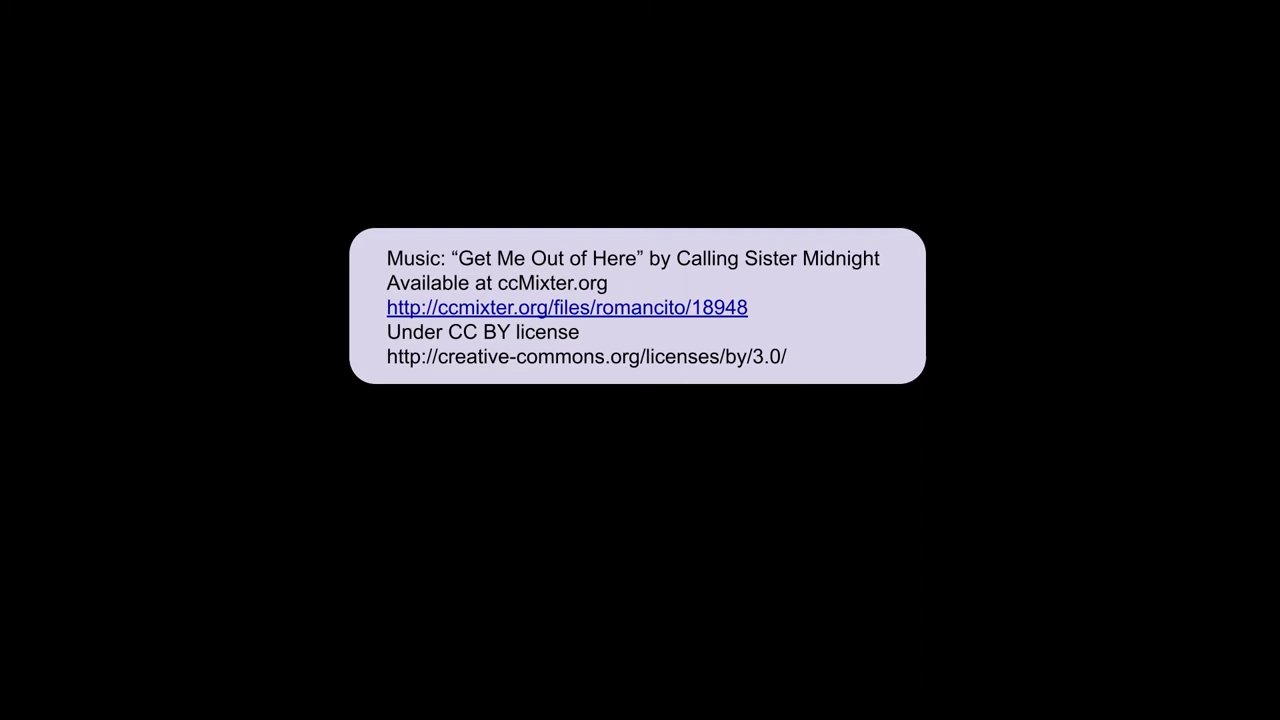 Music: “Get Me Out of Here” by Calling Sister Midnight
Available at ccMixter.org
http://ccmixter.org/files/romancito/18948
Under CC BY license
http://creative-commons.org/licenses/by/3.0/